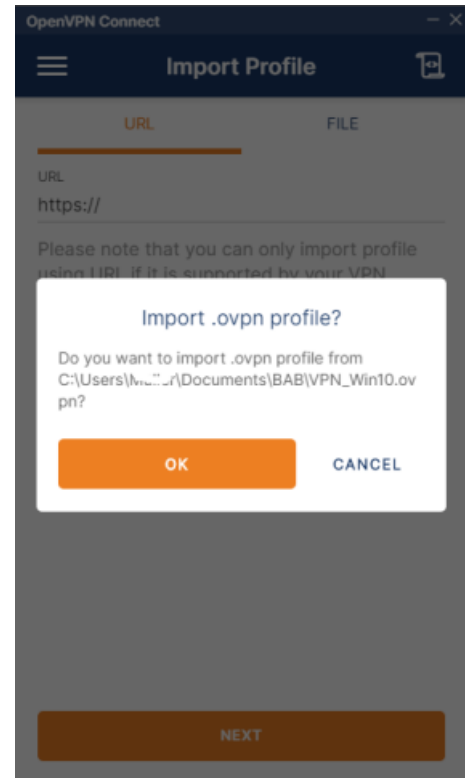 OpenVPN Connect
Import Profile
URL FILE
URL
https://
Please note that you can only import profile
using URL if it is supported by your VPN
Import .ovpn profile?
Do you want to import .ovpn profile from
C:\Users\ \Documents\BAB\VPN_Win10.ov
pn?
OK CANCEL
NEXT